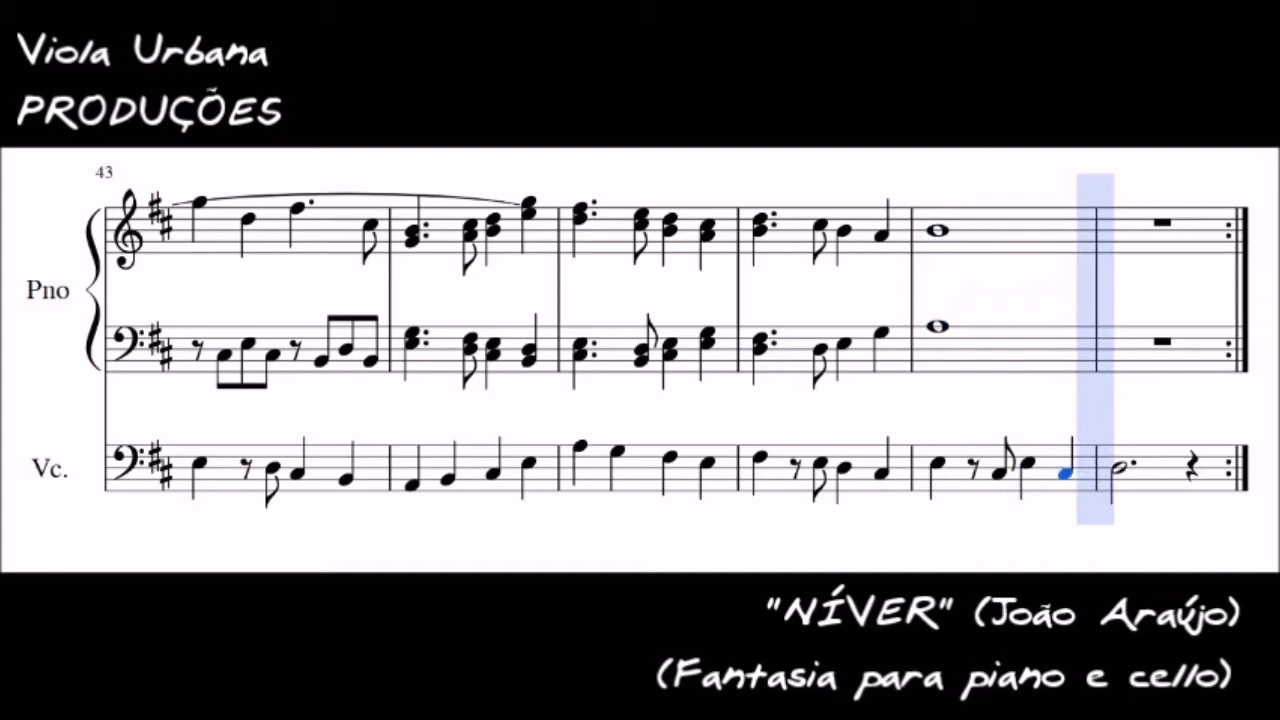 Viola Urbana
PRODUÇÕES
43
Pno
Vc.
"NÍVER" (João Araújo)
(Fantasia para piano e cello)